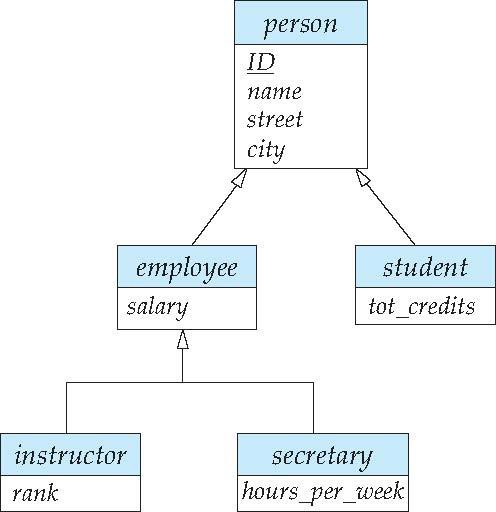 person
ID
name
street
city
employee
salary
student
tot_credits
instructor
rank
secretary
hours_per_week